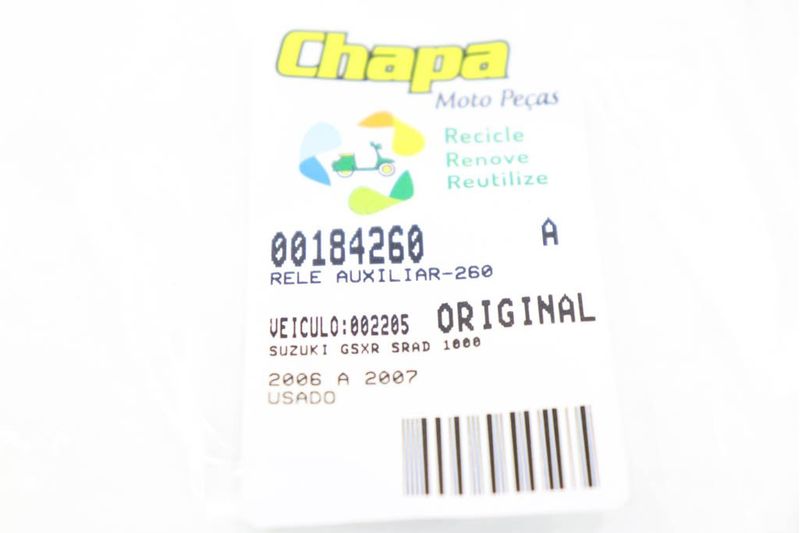 Chapa
Moto Peças
Recicle
Renove
Reutilize
00184260 A
RELE AUXILIAR-260
VEICULO:002205 ORIGINAL
SUZUKI GSXR SRAD 1000
2006 A 2007
USADO